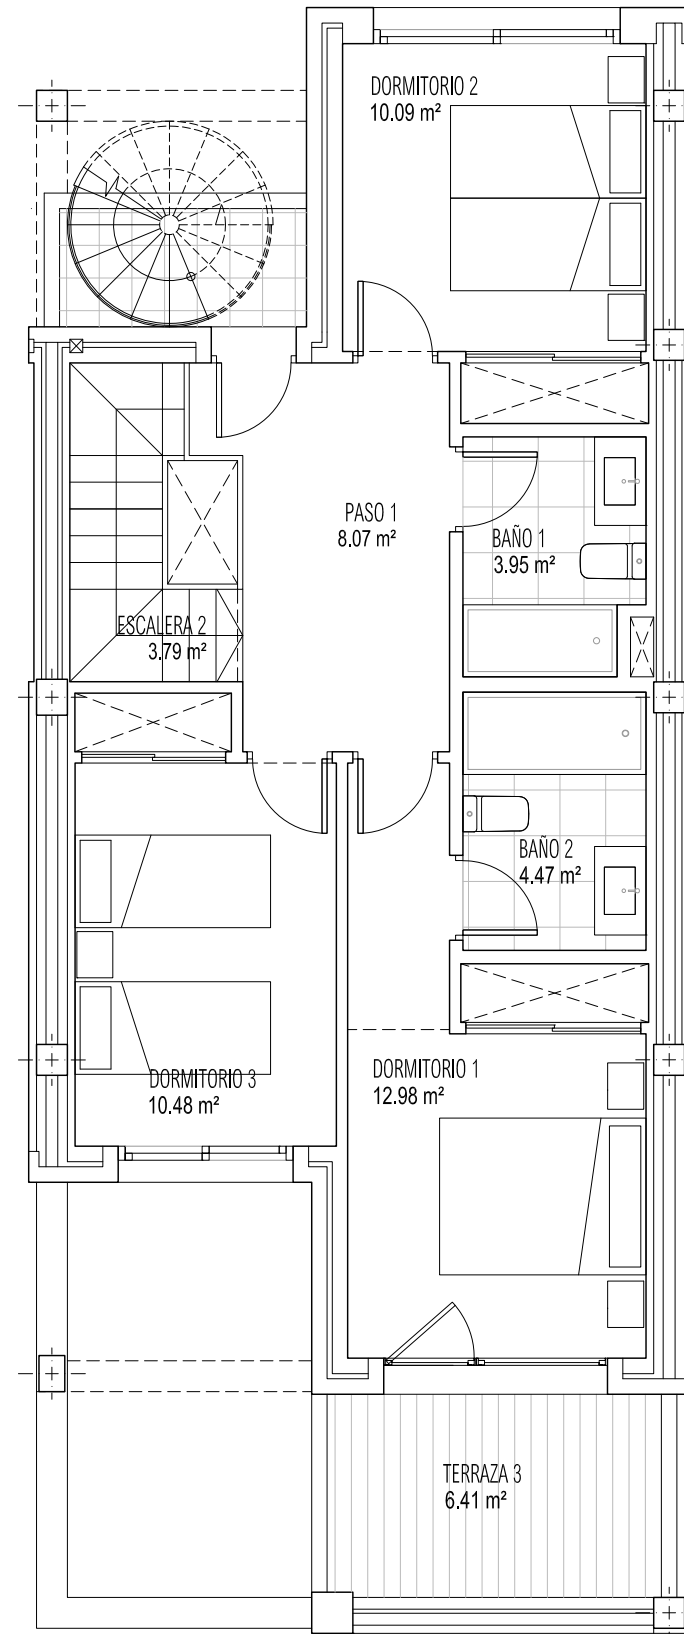 DORMITORIO 2
10.09 m²
PASO 1
8.07 m²
BAÑO 1
3.95 m²
ESCALERA 2
3.79 m²
BAÑO 2
4.47 m²
DORMITORIO 3
10.48 m²
DORMITORIO 1
12.98 m²
TERRAZA 3
6.41 m²